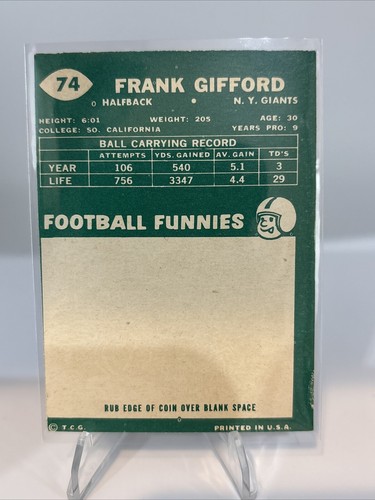 74 FRANK GIFFORD
HALFBACK • N. Y. GIANTS
HEIGHT: 6:01 WEIGHT: 205 AGE: 30
COLLEGE: SO. CALIFORNIA YEARS PRO: 9
BALL CARRYING RECORD
ATTEMPTS YDS. GAINED AV. GAIN TD'S
YEAR 106 540 5.1 3
LIFE 756 3347 4.4 29
FOOTBALL FUNNIES
RUB EDGE OF COIN OVER BLANK SPACE
© T.C.G. PRINTED IN U.S.A.